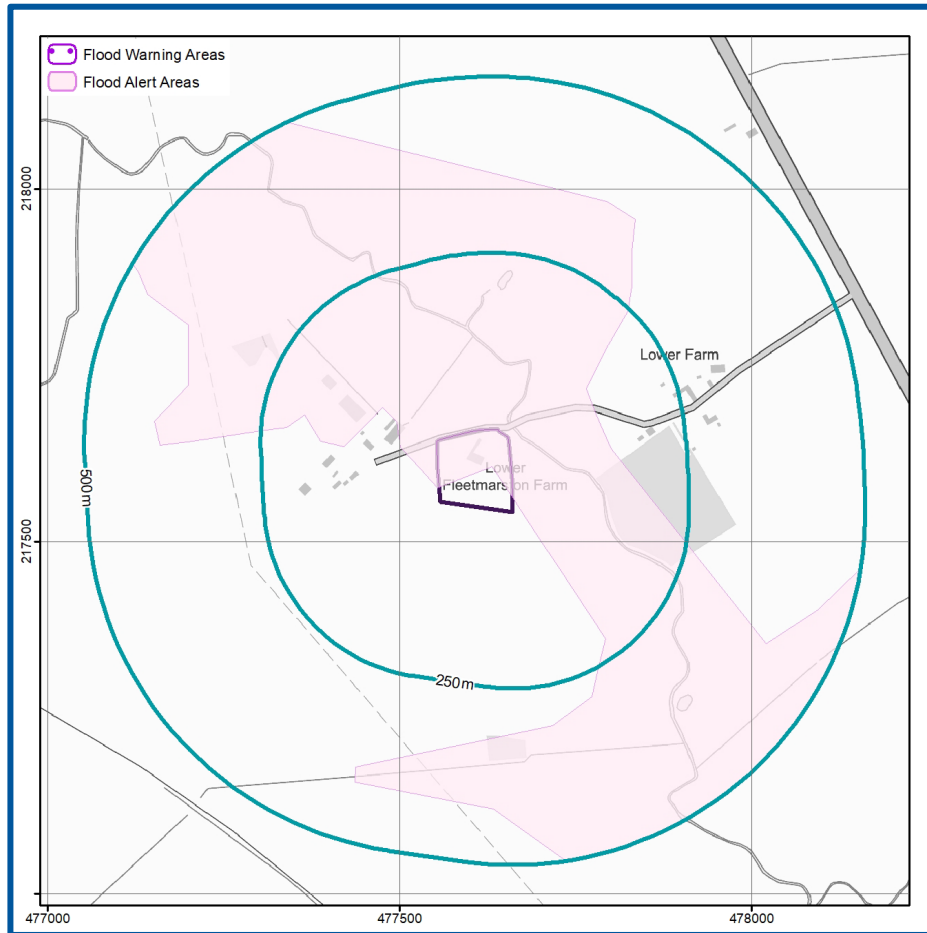 Flood Warning Areas
Flood Alert Areas
218000
Lower Farm
Lower
Fleetmarston Farm
500m
217500
250m
477000
477500
478000